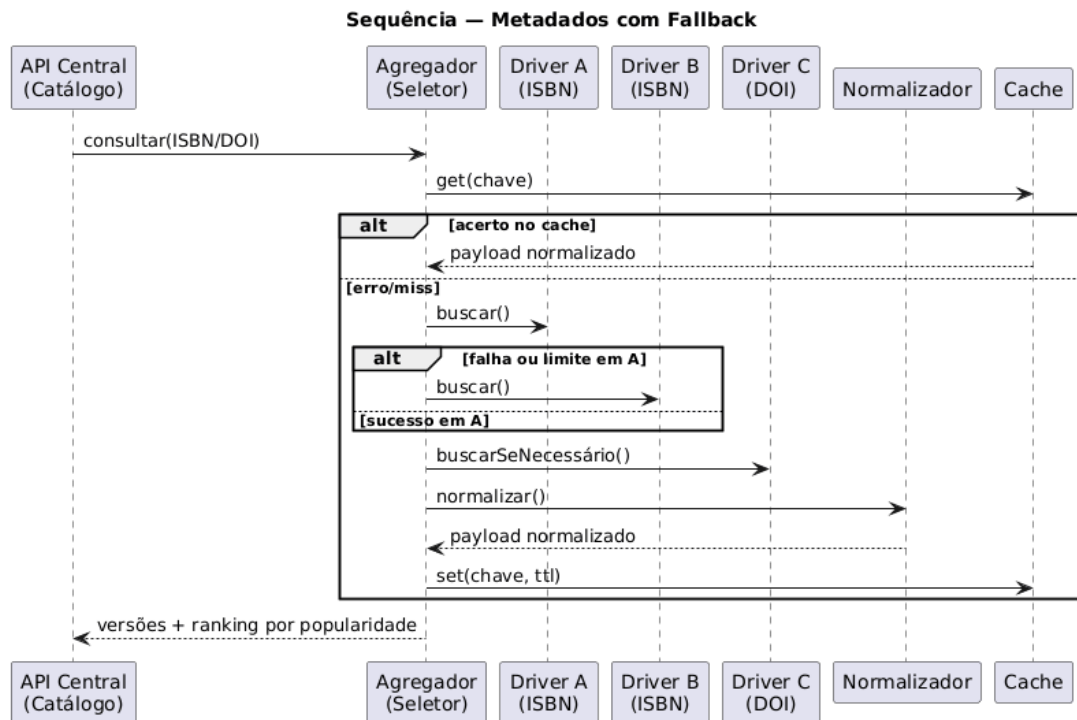 Sequência — Metadados com Fallback
API Central
(Catálogo)
Agregador
(Seletor)
Driver A
(ISBN)
Driver B
(ISBN)
Driver C
(DOI)
Normalizador
Cache
consultar(ISBN/DOI)
get(chave)
alt [acerto no cache]
payload normalizado
[erro/miss]
buscar()
alt [falha ou limite em A]
buscar()
[sucesso em A]
buscarSeNecessário()
normalizar()
payload normalizado
set(chave, ttl)
versões + ranking por popularidade
API Central
(Catálogo)
Agregador
(Seletor)
Driver A
(ISBN)
Driver B
(ISBN)
Driver C
(DOI)
Normalizador
Cache